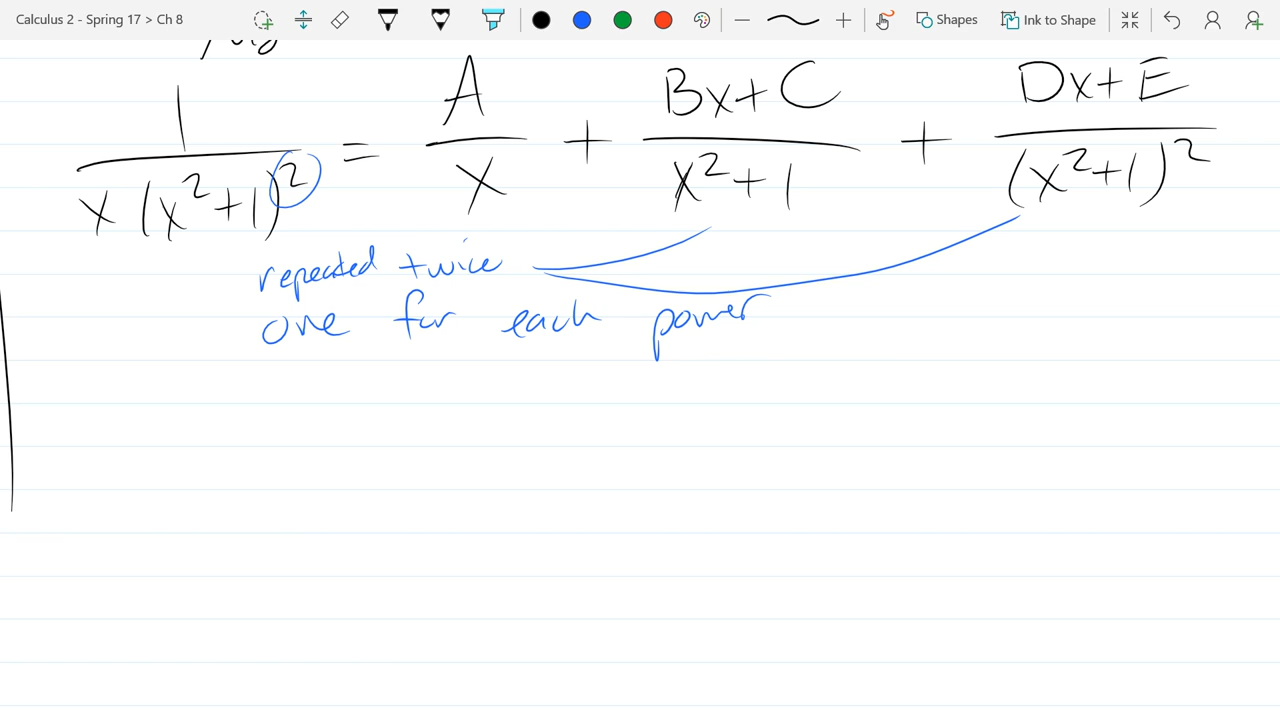 Calculus 2 - Spring 17 > Ch 8 Shapes Ink to Shape
1/(x(x²+1)²) = A/x + (Bx+C)/(x²+1) + (Dx+E)/(x²+1)²
repeated twice
one for each power